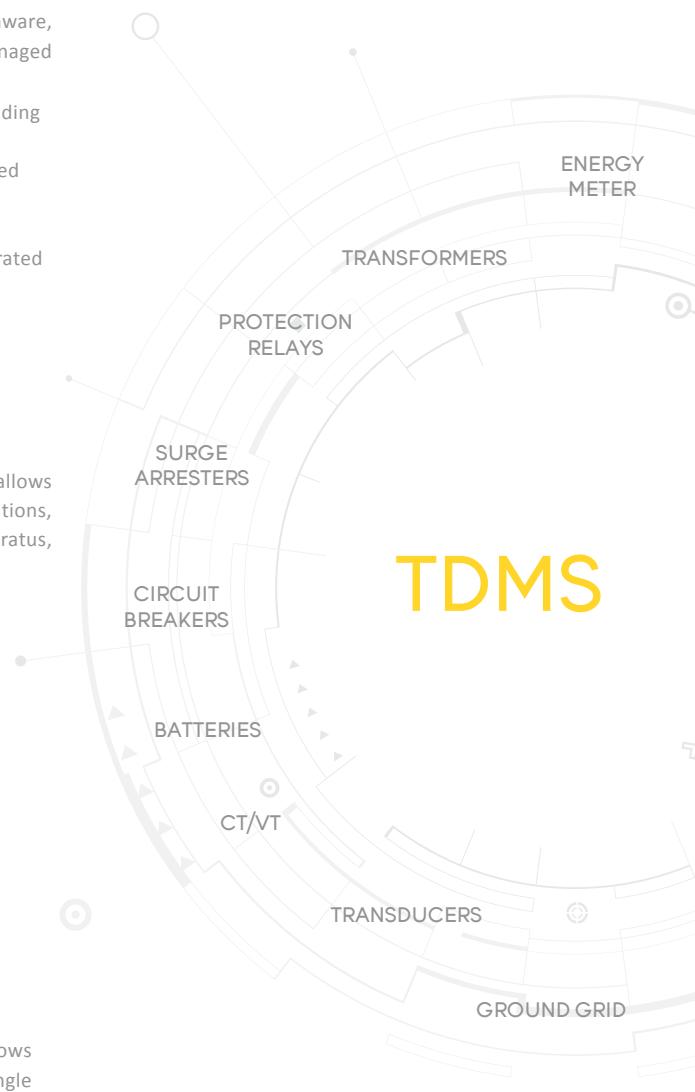 ware,
naged
ding
ed
rated
allows
tions,
ratus,
ows
ngle
ENERGY
METER
TRANSFORMERS
PROTECTION
RELAYS
SURGE
ARRESTERS
CIRCUIT
BREAKERS
BATTERIES
CT/VT
TRANSDUCERS
GROUND GRID
TDMS